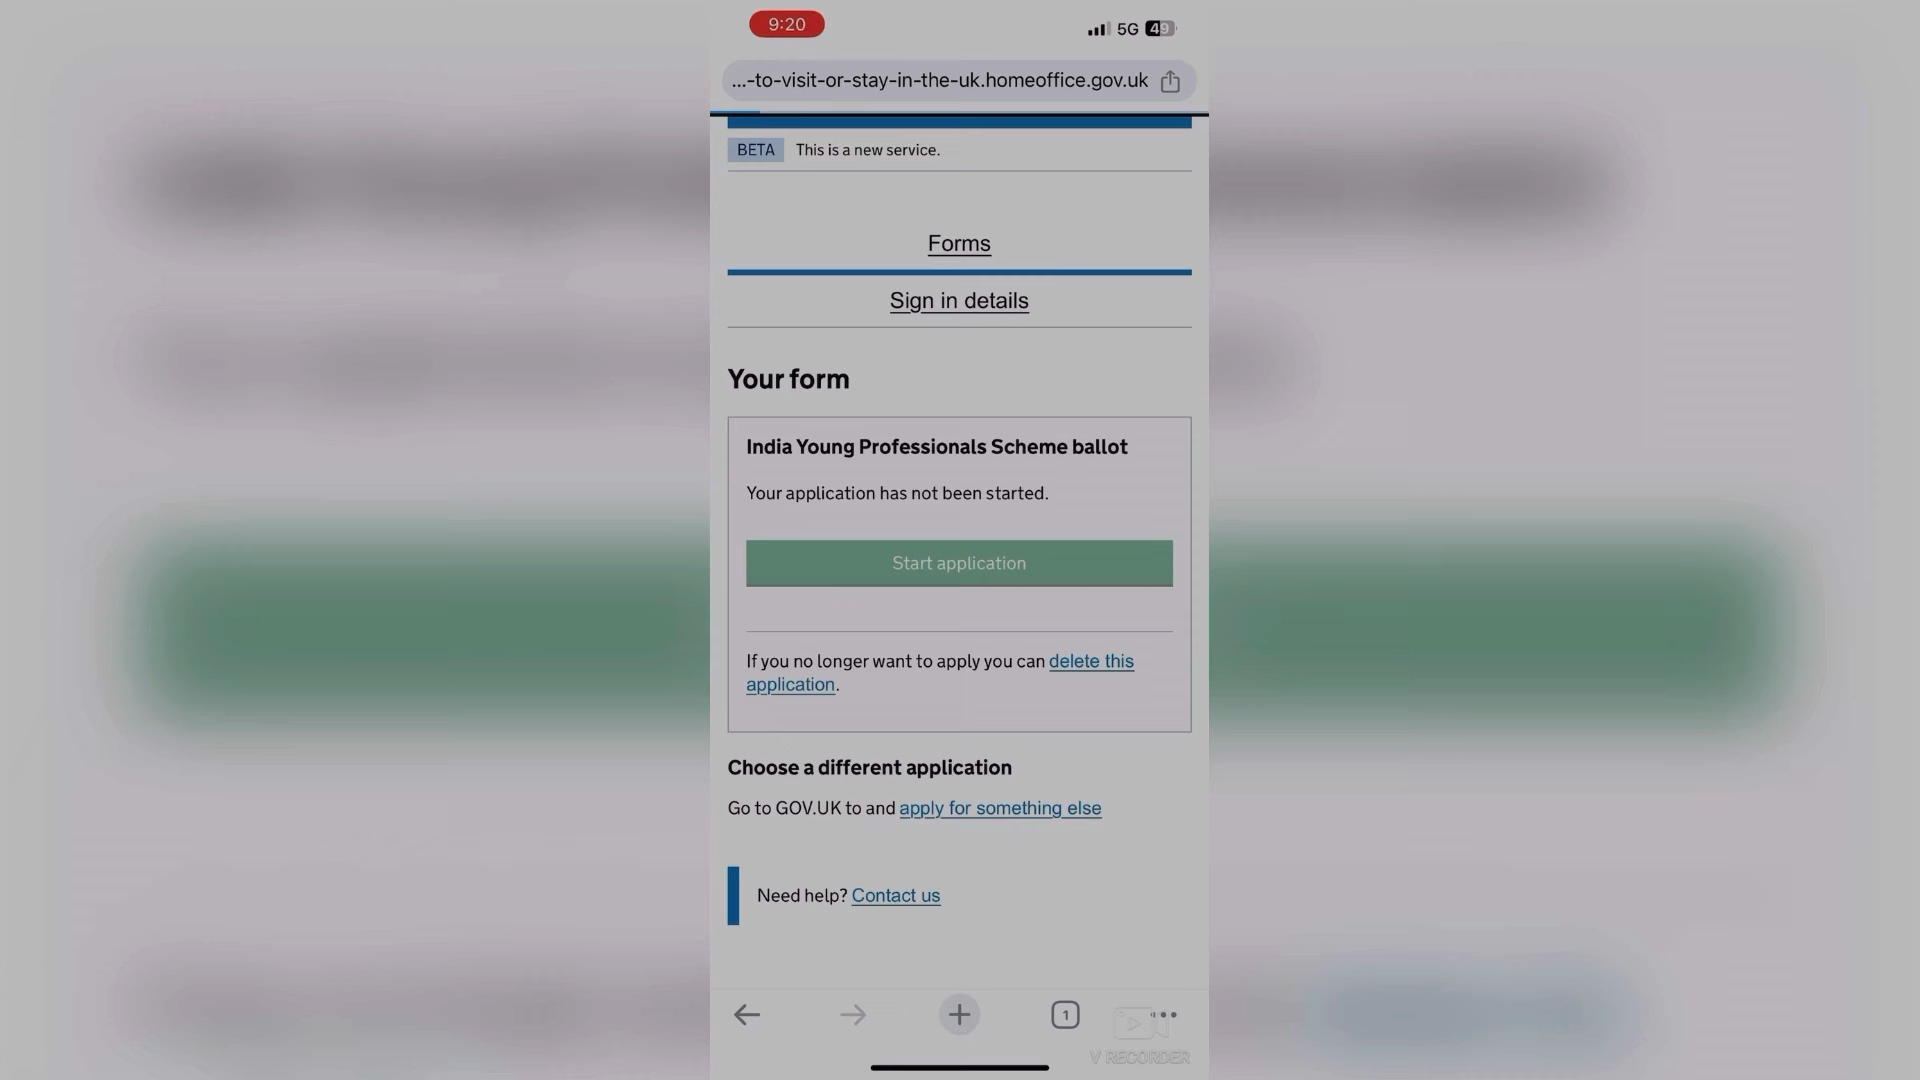 9:20
5G 49
...-to-visit-or-stay-in-the-uk.homeoffice.gov.uk
BETA This is a new service.
Forms
Sign in details
Your form
India Young Professionals Scheme ballot
Your application has not been started.
Start application
If you no longer want to apply you can delete this
application.
Choose a different application
Go to GOV.UK to and apply for something else
Need help? Contact us
1
V RECORDER